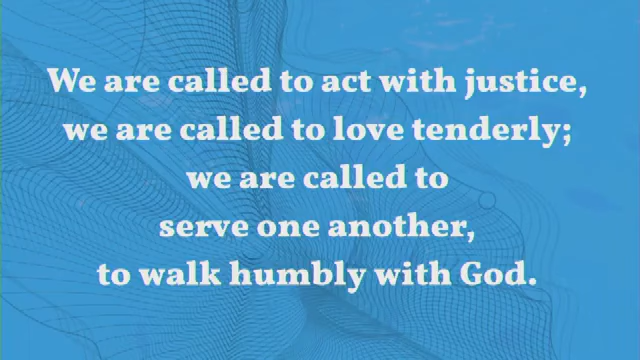 We are called to act with justice,
we are called to love tenderly;
we are called to
serve one another,
to walk humbly with God.